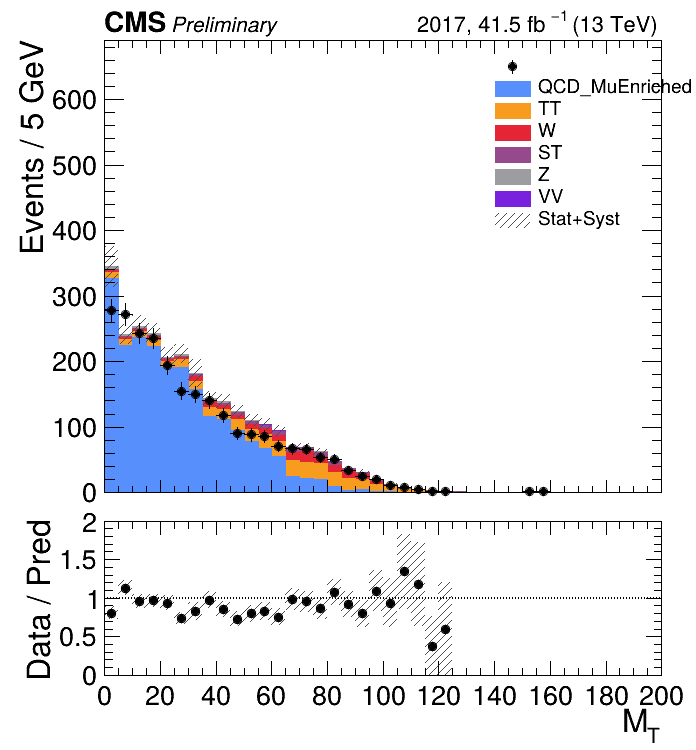 CMS Preliminary 2017, 41.5 fb⁻¹ (13 TeV)
Events / 5 GeV
600
500
400
300
200
100
0
QCD_MuEnriched
TT
W
ST
Z
VV
Stat+Syst
Data / Pred
2
1.5
1
0.5
0
0 20 40 60 80 100 120 140 160 180 200
M_T